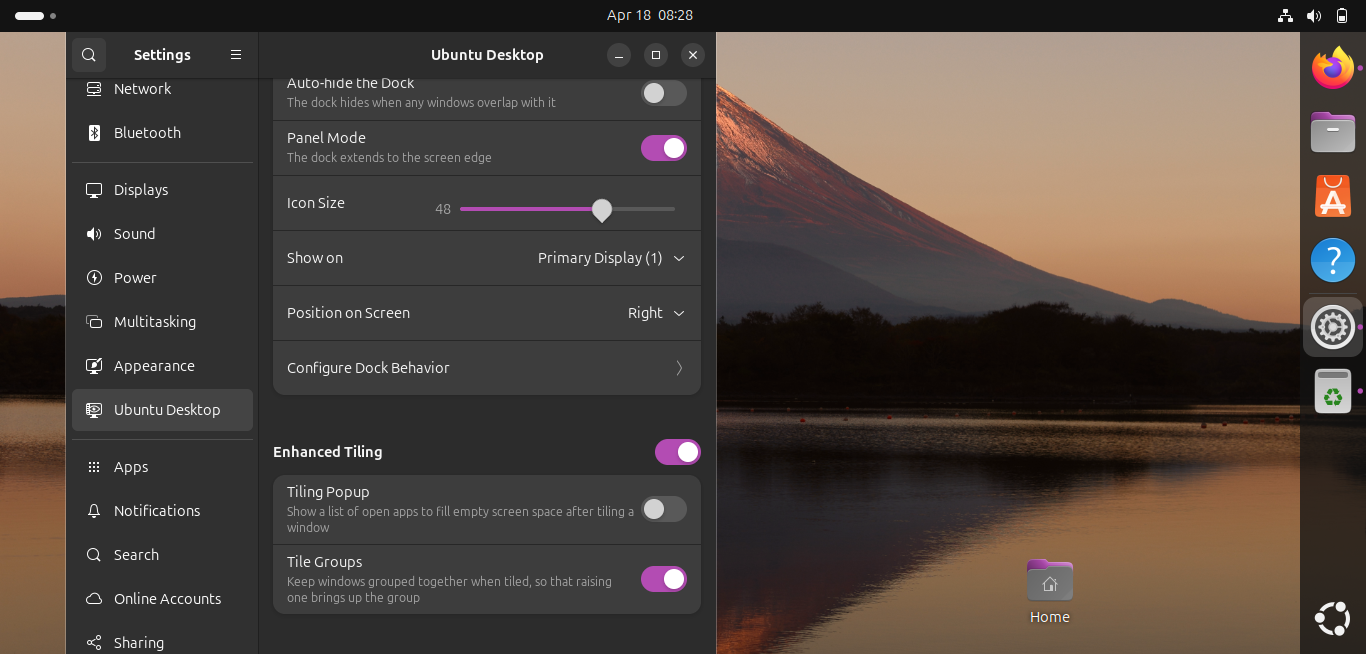 Apr 18 08:28
Settings
Ubuntu Desktop
Network
Bluetooth
Displays
Sound
Power
Multitasking
Appearance
Ubuntu Desktop
Apps
Notifications
Search
Online Accounts
Sharing
Auto-hide the Dock
The dock hides when any windows overlap with it
Panel Mode
The dock extends to the screen edge
Icon Size
48
Show on
Primary Display (1)
Position on Screen
Right
Configure Dock Behavior
Enhanced Tiling
Tiling Popup
Show a list of open apps to fill empty screen space after tiling a
window
Tile Groups
Keep windows grouped together when tiled, so that raising
one brings up the group
Home